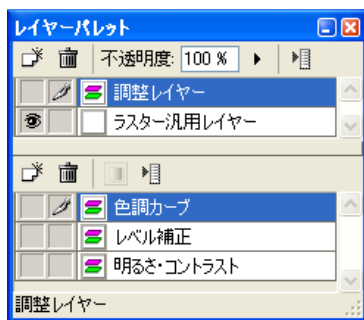 レイヤーパレット
不透明度: 100 %
調整レイヤー
ラスター汎用レイヤー
色調カーブ
レベル補正
明るさ・コントラスト
調整レイヤー